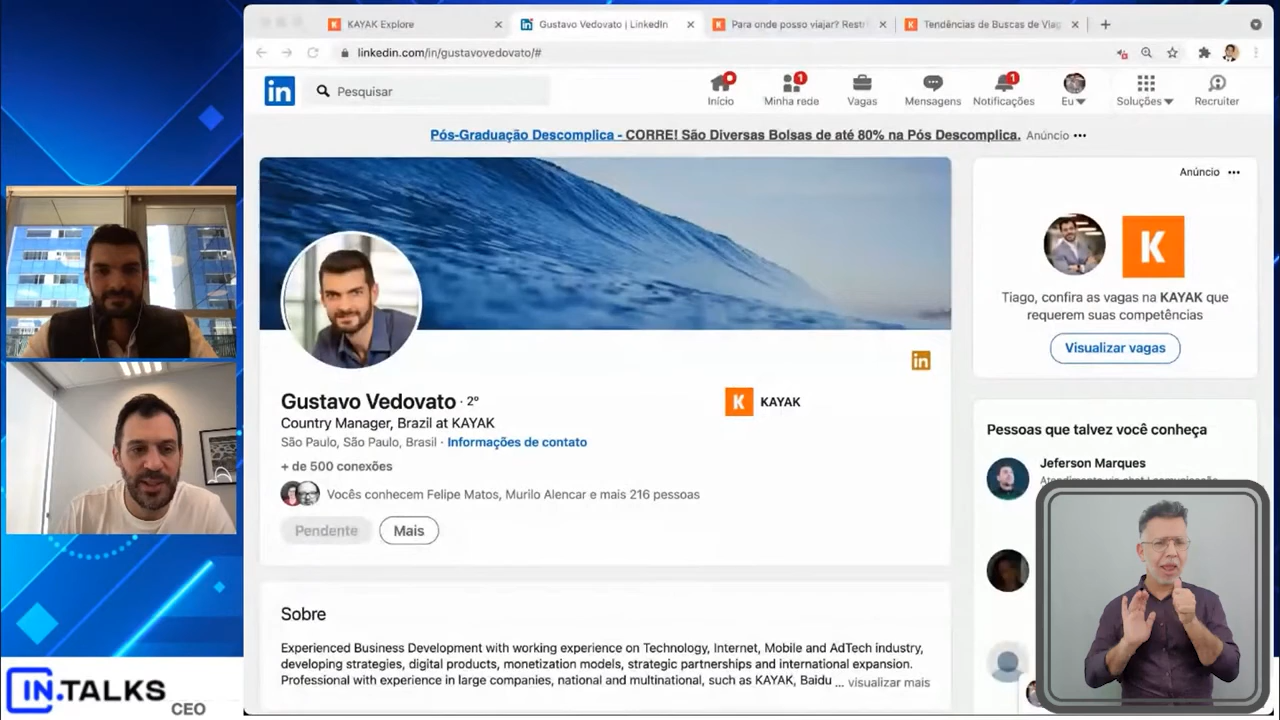 KAYAK Explore
Gustavo Vedovato | LinkedIn
Para onde posso viajar? Restri
Tendências de Buscas de Viag
linkedin.com/in/gustavovedovato/#
in
Pesquisar
Início
1
Minha rede
Vagas
Mensagens
1
Notificações
Eu
Soluções
Recruiter
Pós-Graduação Descomplica - CORRE! São Diversas Bolsas de até 80% na Pós Descomplica. Anúncio
Anúncio
K
Tiago, confira as vagas na KAYAK que
requerem suas competências
Visualizar vagas
in
Gustavo Vedovato · 2º
K KAYAK
Country Manager, Brazil at KAYAK
São Paulo, São Paulo, Brasil · Informações de contato
+ de 500 conexões
Vocês conhecem Felipe Matos, Murilo Alencar e mais 216 pessoas
Pendente
Mais
Pessoas que talvez você conheça
Jeferson Marques
Sobre
Experienced Business Development with working experience on Technology, Internet, Mobile and AdTech industry,
developing strategies, digital products, monetization models, strategic partnerships and international expansion.
Professional with experience in large companies, national and multinational, such as KAYAK, Baidu ... visualizar mais
IN.TALKS
CEO